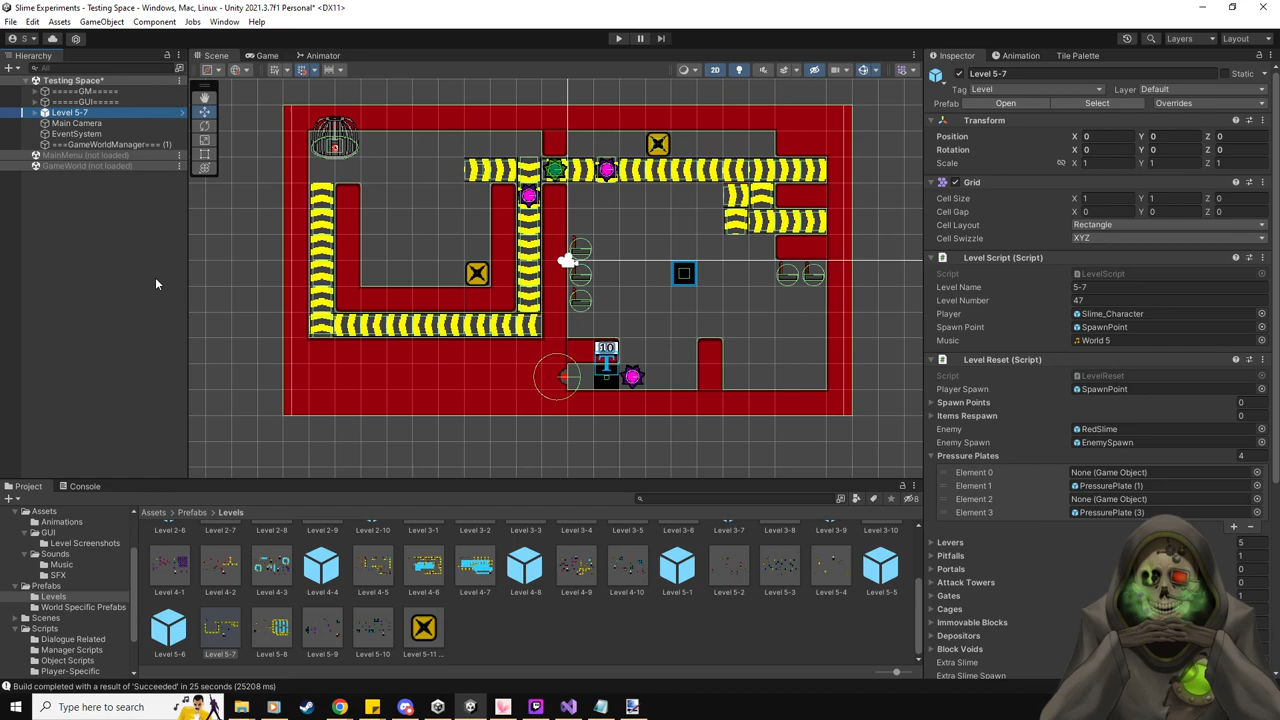 Slime Experiments - Testing Space - Windows, Mac, Linux - Unity 2021.3.7f1 Personal* <DX11>
File Edit Assets GameObject Component Jobs Window Help
S Layers Layout
Hierarchy Scene Game Animator Inspector Animation Tile Palette
All 2D Level 5-7 Static
Testing Space* Tag Level Layer Default
=====GM===== Prefab Open Select Overrides
=====GUI===== Transform
Level 5-7 Position X 0 Y 0 Z 0
Main Camera Rotation X 0 Y 0 Z 0
EventSystem Scale X 1 Y 1 Z 1
===GameWorldManager=== (1) Grid
MainMenu (not loaded) Cell Size X 1 Y 1 Z 0
GameWorld (not loaded) Cell Gap X 0 Y 0 Z 0
Cell Layout Rectangle
Cell Swizzle XYZ
Level Script (Script)
Script LevelScript
Level Name 5-7
Level Number 47
Player Slime_Character
Spawn Point SpawnPoint
Music World 5
10
T
Level Reset (Script)
Script LevelReset
Player Spawn SpawnPoint
Spawn Points 0
Items Respawn 0
Enemy RedSlime
Enemy Spawn EnemySpawn
Pressure Plates 4
Element 0 None (Game Object)
Element 1 PressurePlate (1)
Element 2 None (Game Object)
Element 3 PressurePlate (3)
Levers 5
Pitfalls 1
Portals 0
Attack Towers 0
Gates 1
Cages
Immovable Blocks
Depositors
Block Voids
Extra Slime
Extra Slime Spawn
Project Console
8
Assets
Animations
GUI
Level Screenshots
Sounds
Music
SFX
Prefabs
Levels
World Specific Prefabs
Scenes
Scripts
Dialogue Related
Manager Scripts
Object Scripts
Player-Specific
Assets > Prefabs > Levels
Level 2-6 Level 2-7 Level 2-8 Level 2-9 Level 3-1 Level 3-2 Level 3-3 Level 3-4 Level 3-5 Level 3-6 Level 3-7 Level 3-8 Level 3-9 Level 3-10
Level 4-1 Level 4-2 Level 4-3 Level 4-4 Level 4-5 Level 4-6 Level 4-7 Level 4-8 Level 4-9 Level 4-10 Level 5-1 Level 5-2 Level 5-3 Level 5-4 Level 5-5
Level 5-6 Level 5-7 Level 5-8 Level 5-9 Level 5-10 Level 5-11 ...
Build completed with a result of 'Succeeded' in 25 seconds (25208 ms)
Type here to search